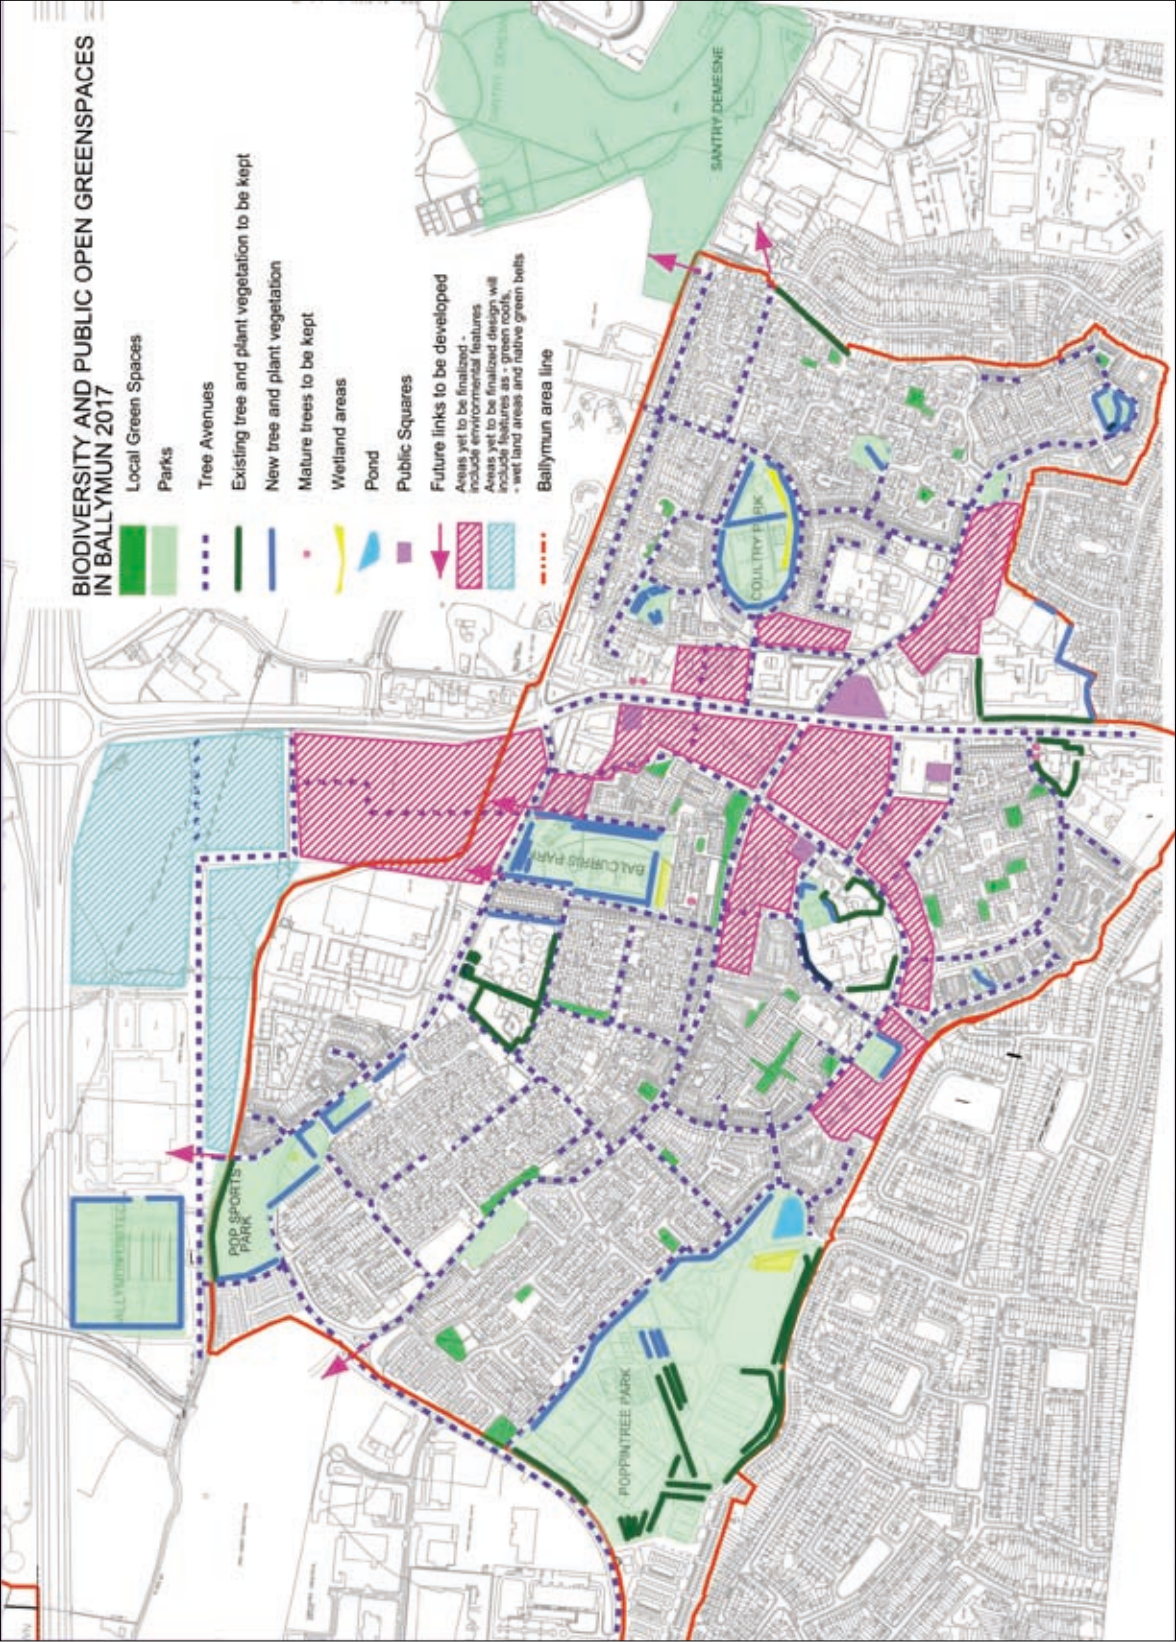 BIODIVERSITY AND PUBLIC OPEN GREENSPACES
IN BALLYMUN 2017
Local Green Spaces
Parks
Tree Avenues
Existing tree and plant vegetation to be kept
New tree and plant vegetation
Mature trees to be kept
Wetland areas
Pond
Public Squares
Future links to be developed
Areas yet to be finalized -
include environmental features
Areas yet to be finalized design will
include features as - green roofs,
- wet land areas and native green belts
Ballymun area line
SANTRY DEMESNE
SANTRY DEMESNE
COULTRY PARK
BALCURRIS PARK
POP SPORTS
PARK
POPPINTREE PARK